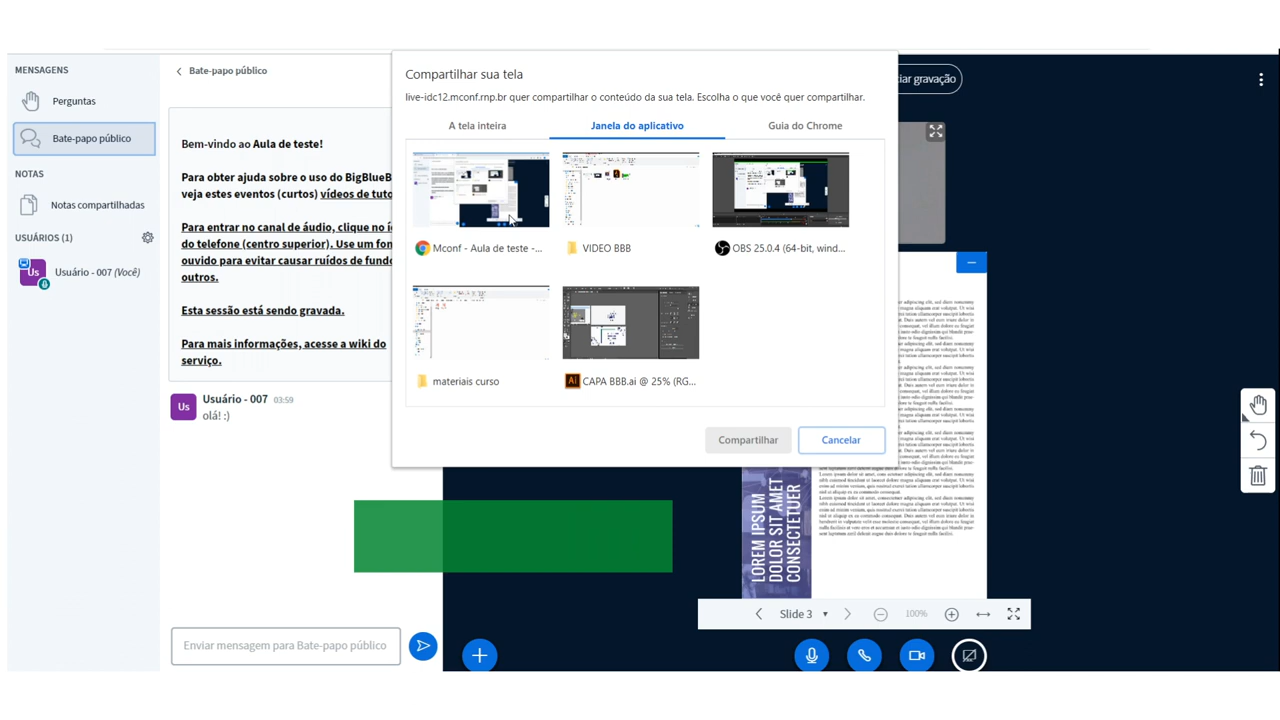 MENSAGENS
Perguntas
Bate-papo público
NOTAS
Notas compartilhadas
USUÁRIOS (1)
Us
Usuário - 007 (Você)
Bate-papo público
Bem-vindo ao Aula de teste!
Para obter ajuda sobre o uso do BigBlueB
veja estes eventos (curtos) vídeos de tuto
Para entrar no canal de áudio, clique no í
do telefone (centro superior). Use um fon
ouvido para evitar causar ruídos de fundo
outros.
Esta sessão está sendo gravada.
Para mais informações, acesse a wiki do
serviço.
Us
Usuário - 007 03:59
olá! :)
Enviar mensagem para Bate-papo público
Compartilhar sua tela
live-idc12.mconf.rnp.br quer compartilhar o conteúdo da sua tela. Escolha o que você quer compartilhar.
A tela inteira
Janela do aplicativo
Guia do Chrome
Mconf - Aula de teste -...
VIDEO BBB
OBS 25.0.4 (64-bit, wind...
materiais curso
Ai
CAPA BBB.ai @ 25% (RG...
Compartilhar
Cancelar
iar gravação
LOREM IPSUM
DOLOR SIT AMET
CONSECTETUER
Slide 3
100%